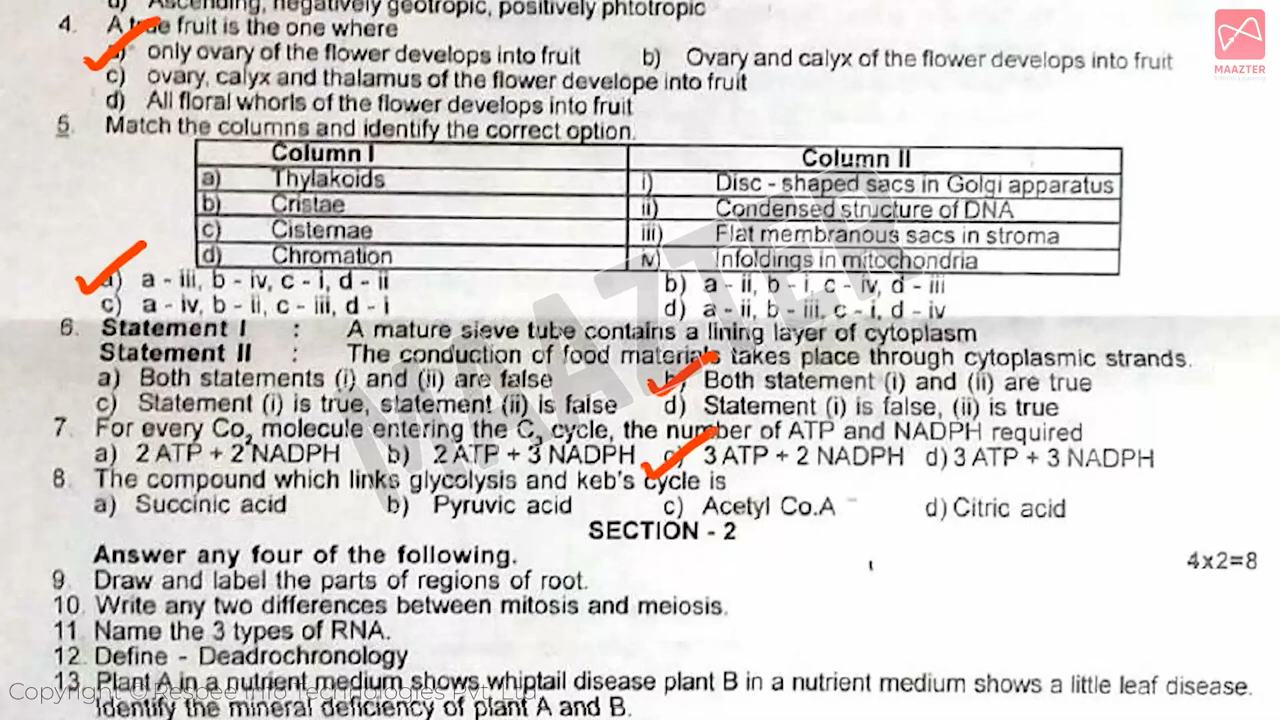 d) Ascending, negatively geotropic, positively phtotropic
4. A true fruit is the one where
a) only ovary of the flower develops into fruit b) Ovary and calyx of the flower develops into fruit
c) ovary, calyx and thalamus of the flower develope into fruit
d) All floral whorls of the flower develops into fruit
5. Match the columns and identify the correct option.
Column I Column II
a) Thylakoids i) Disc - shaped sacs in Golgi apparatus
b) Cristae ii) Condensed structure of DNA
c) Cisternae iii) Flat membranous sacs in stroma
d) Chromation iv) Infoldings in mitochondria
a) a - iii, b - iv, c - i, d - ii b) a - ii, b - i, c - iv, d - iii
c) a - iv, b - ii, c - iii, d - i d) a - ii, b - iii, c - i, d - iv
6. Statement I : A mature sieve tube contains a lining layer of cytoplasm
Statement II : The conduction of food materials takes place through cytoplasmic strands.
a) Both statements (i) and (ii) are false b) Both statement (i) and (ii) are true
c) Statement (i) is true, statement (ii) is false d) Statement (i) is false, (ii) is true
7. For every Co2 molecule entering the C3 cycle, the number of ATP and NADPH required
a) 2 ATP + 2 NADPH b) 2 ATP + 3 NADPH c) 3 ATP + 2 NADPH d) 3 ATP + 3 NADPH
8. The compound which links glycolysis and keb's cycle is
a) Succinic acid b) Pyruvic acid c) Acetyl Co.A d) Citric acid
SECTION - 2
Answer any four of the following. 4x2=8
9. Draw and label the parts of regions of root.
10. Write any two differences between mitosis and meiosis.
11. Name the 3 types of RNA.
12. Define - Deadrochronology
13. Plant A in a nutrient medium shows whiptail disease plant B in a nutrient medium shows a little leaf disease.
Identify the mineral deficiency of plant A and B.
MAAZTER
MAAZTER
Copyright © Resbee Info Technologies Pvt. Ltd.